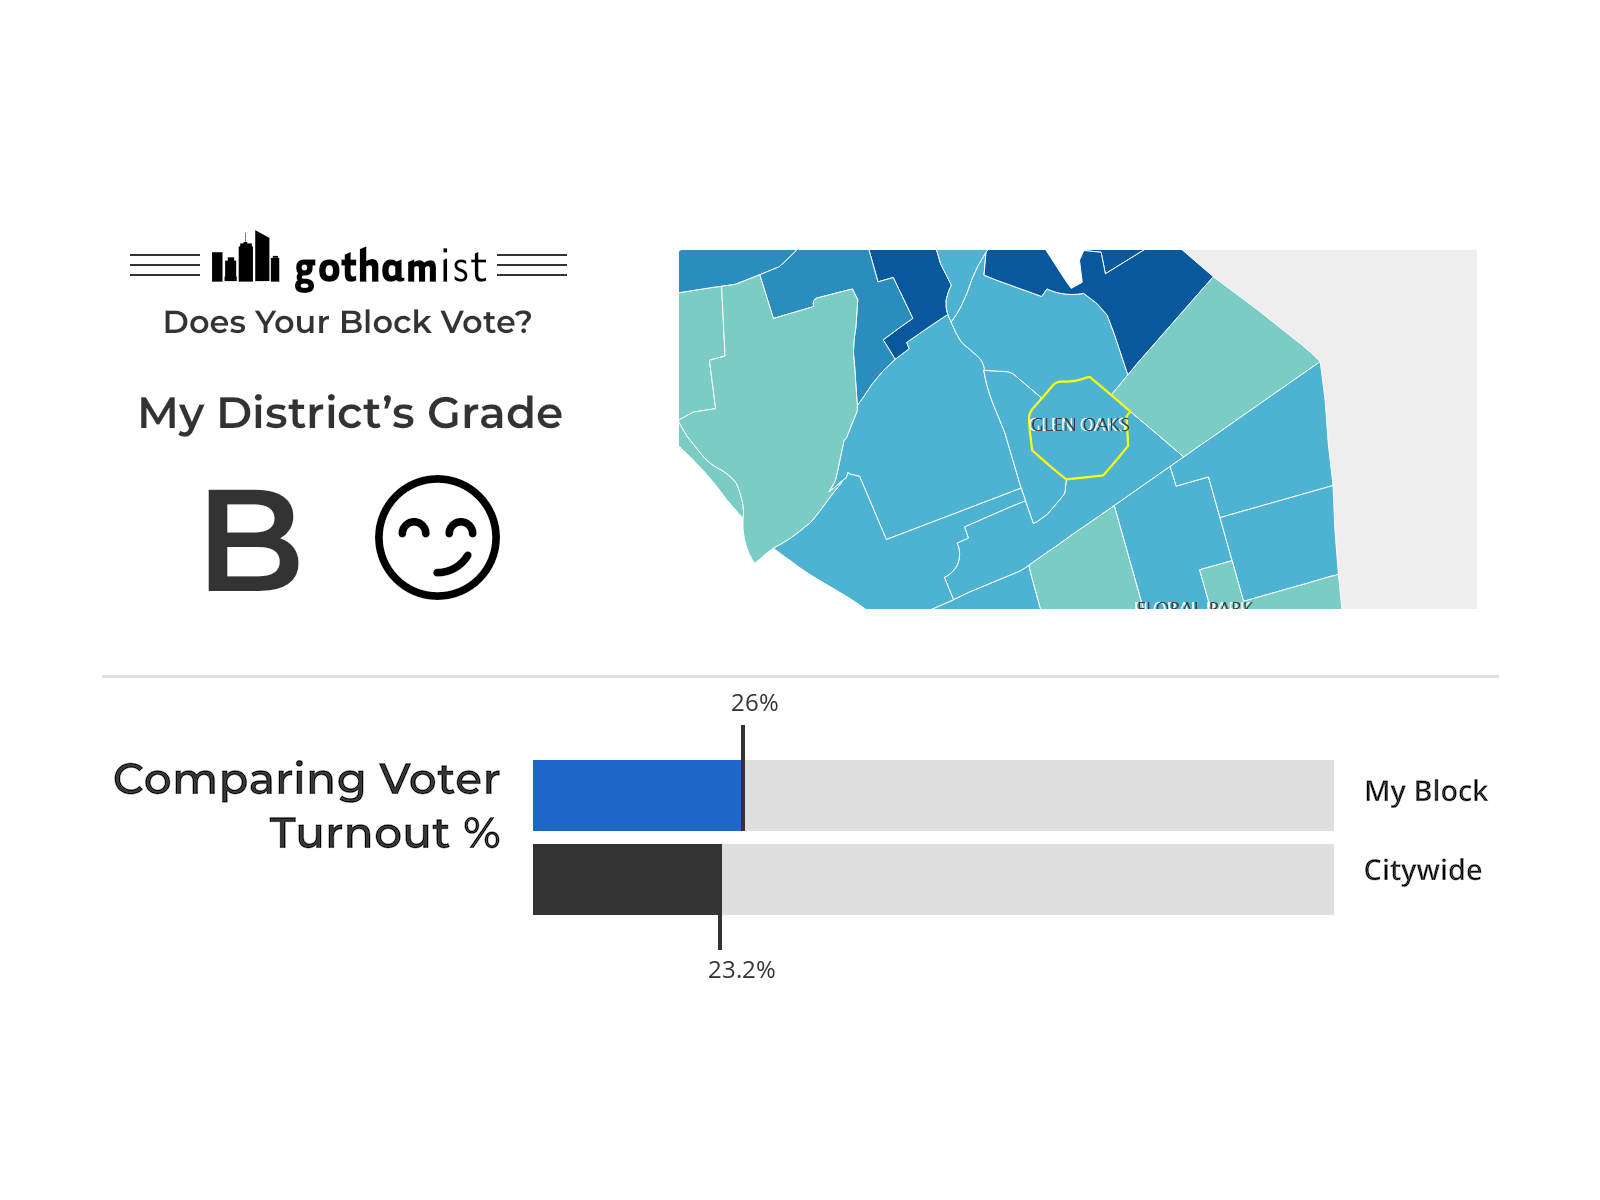 gothamist
Does Your Block Vote?
My District’s Grade
B
GLEN OAKS
FLORAL PARK
26%
Comparing Voter
Turnout %
My Block
Citywide
23.2%